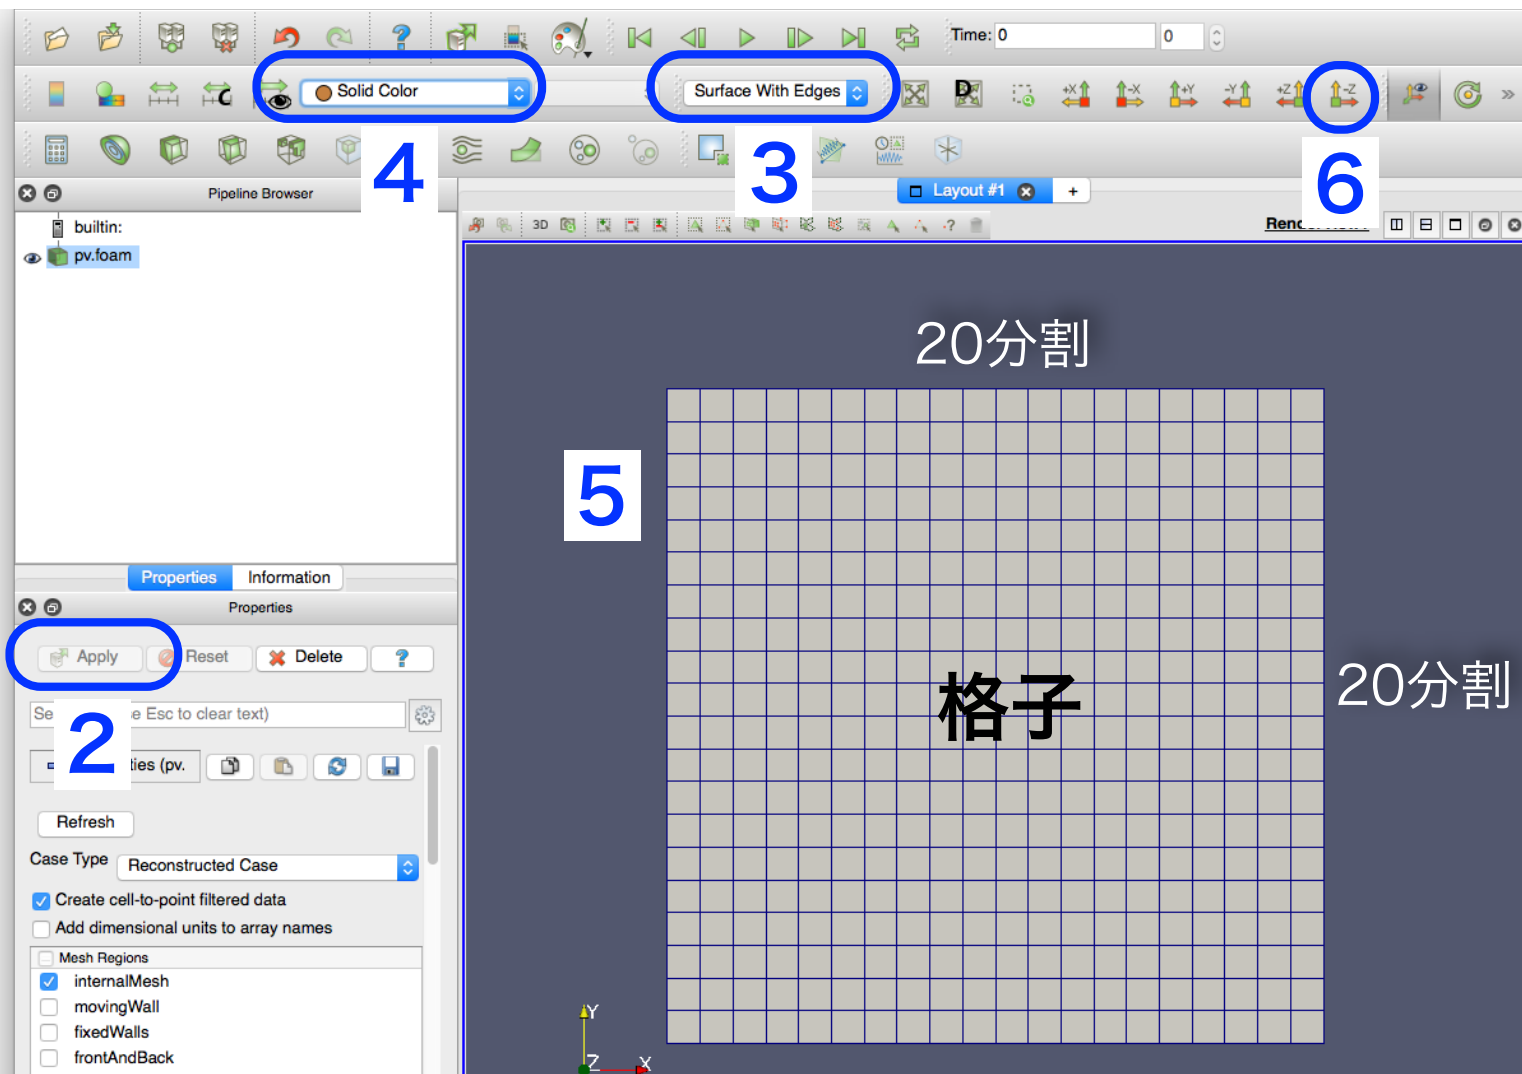 Time: 0
0
Solid Color
Surface With Edges
+X
-X
+Y
-Y
+Z
-Z
4
3
6
Pipeline Browser
Layout #1
+
builtin:
pv.foam
3D
20分割
5
格子
20分割
Properties
Information
Properties
Apply
Reset
Delete
2
e Esc to clear text)
ties (pv.
Refresh
Case Type
Reconstructed Case
Create cell-to-point filtered data
Add dimensional units to array names
Mesh Regions
internalMesh
movingWall
fixedWalls
frontAndBack
Y
Z
X